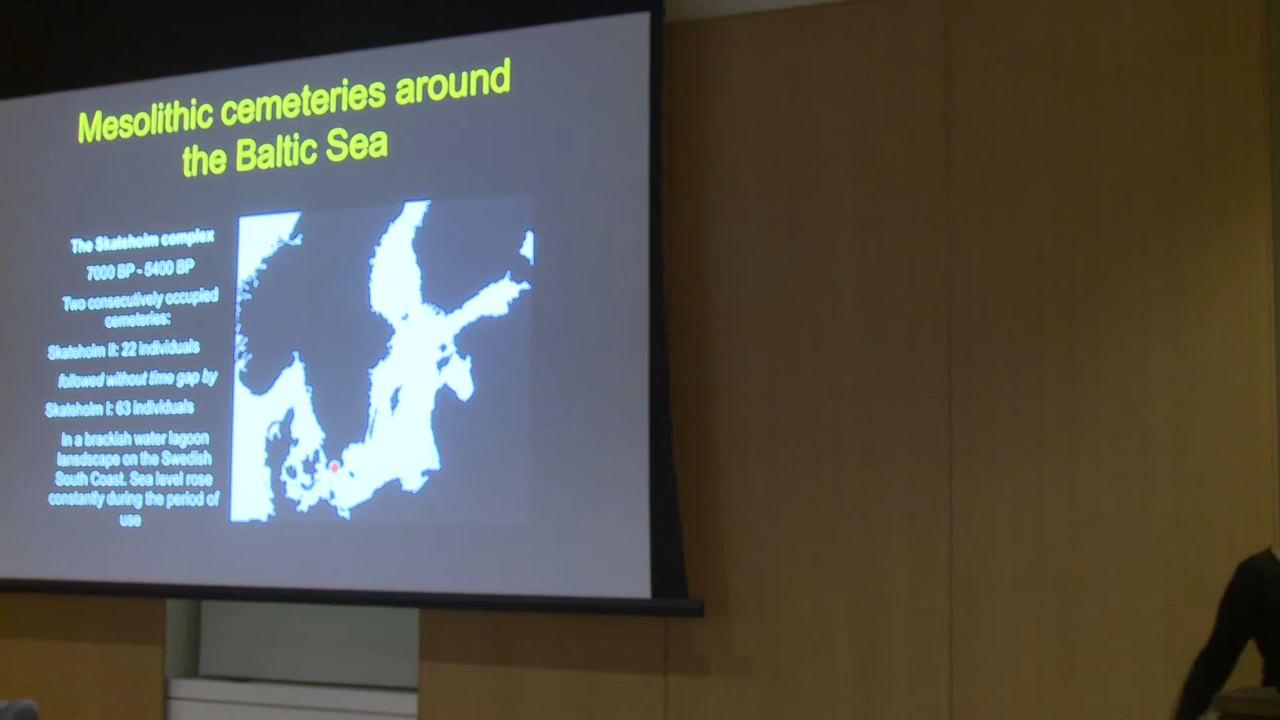 Mesolithic cemeteries around
the Baltic Sea
The Skateholm complex
7000 BP - 5400 BP
Two consecutively occupied
cemeteries:
Skateholm II: 22 individuals
followed without time gap by
Skateholm I: 63 individuals
In a brackish water lagoon
lansdscape on the Swedish
South Coast. Sea level rose
constantly during the period of
use